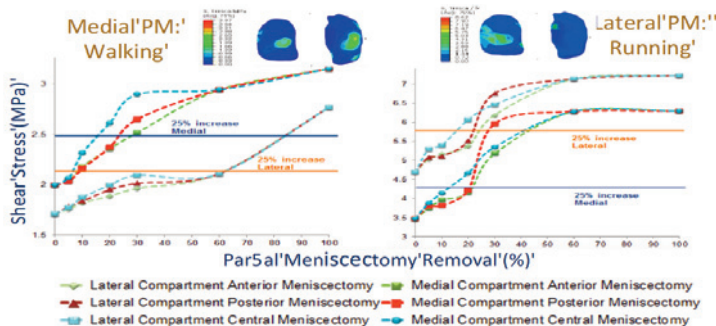 Medial'PM:'
Walking'
Lateral'PM:''
Running'
Shear'Stress'(MPa)
3
2.5
2
1.5
25% increase
Medial
25% increase
Lateral
0 10 20 30 40 50 60 70 80 90 100
7
6.5
6
5.5
5
4.5
4
3.5
3
25% increase
Lateral
25% increase
Medial
0 10 20 30 40 50 60 70 80 90 100
Par5al'Meniscectomy'Removal'(%)'
Lateral Compartment Anterior Meniscectomy
Medial Compartment Anterior Meniscectomy
Lateral Compartment Posterior Meniscectomy
Medial Compartment Posterior Meniscectomy
Lateral Compartment Central Meniscectomy
Medial Compartment Central Meniscectomy